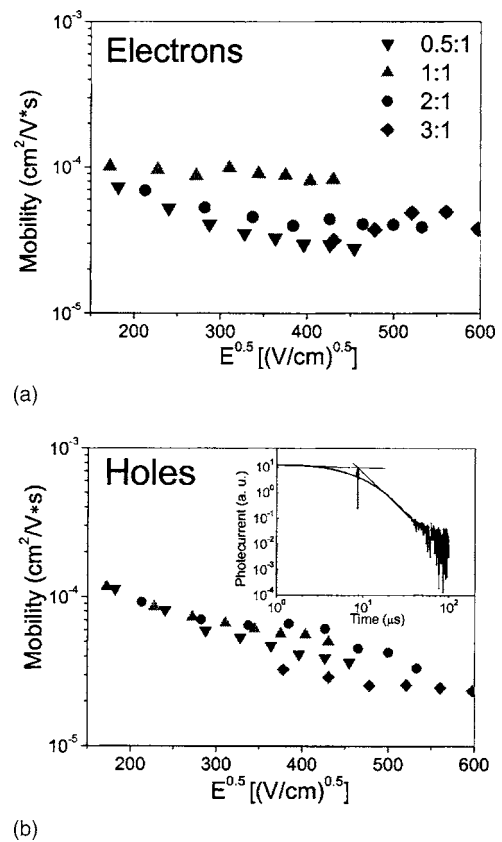 Electrons
0.5:1
1:1
2:1
3:1
10⁻³
10⁻⁴
10⁻⁵
Mobility (cm²/V*s)
200 300 400 500 600
E⁰·⁵ [(V/cm)⁰·⁵]
(a)
Holes
10⁻³
10⁻⁴
10⁻⁵
Mobility (cm²/V*s)
Pholecurrent (a. u.)
10¹
10⁰
10⁻¹
10⁻²
10⁻³
10⁻⁴
10⁰ 10¹ 10²
Time (μs)
200 300 400 500 600
E⁰·⁵ [(V/cm)⁰·⁵]
(b)